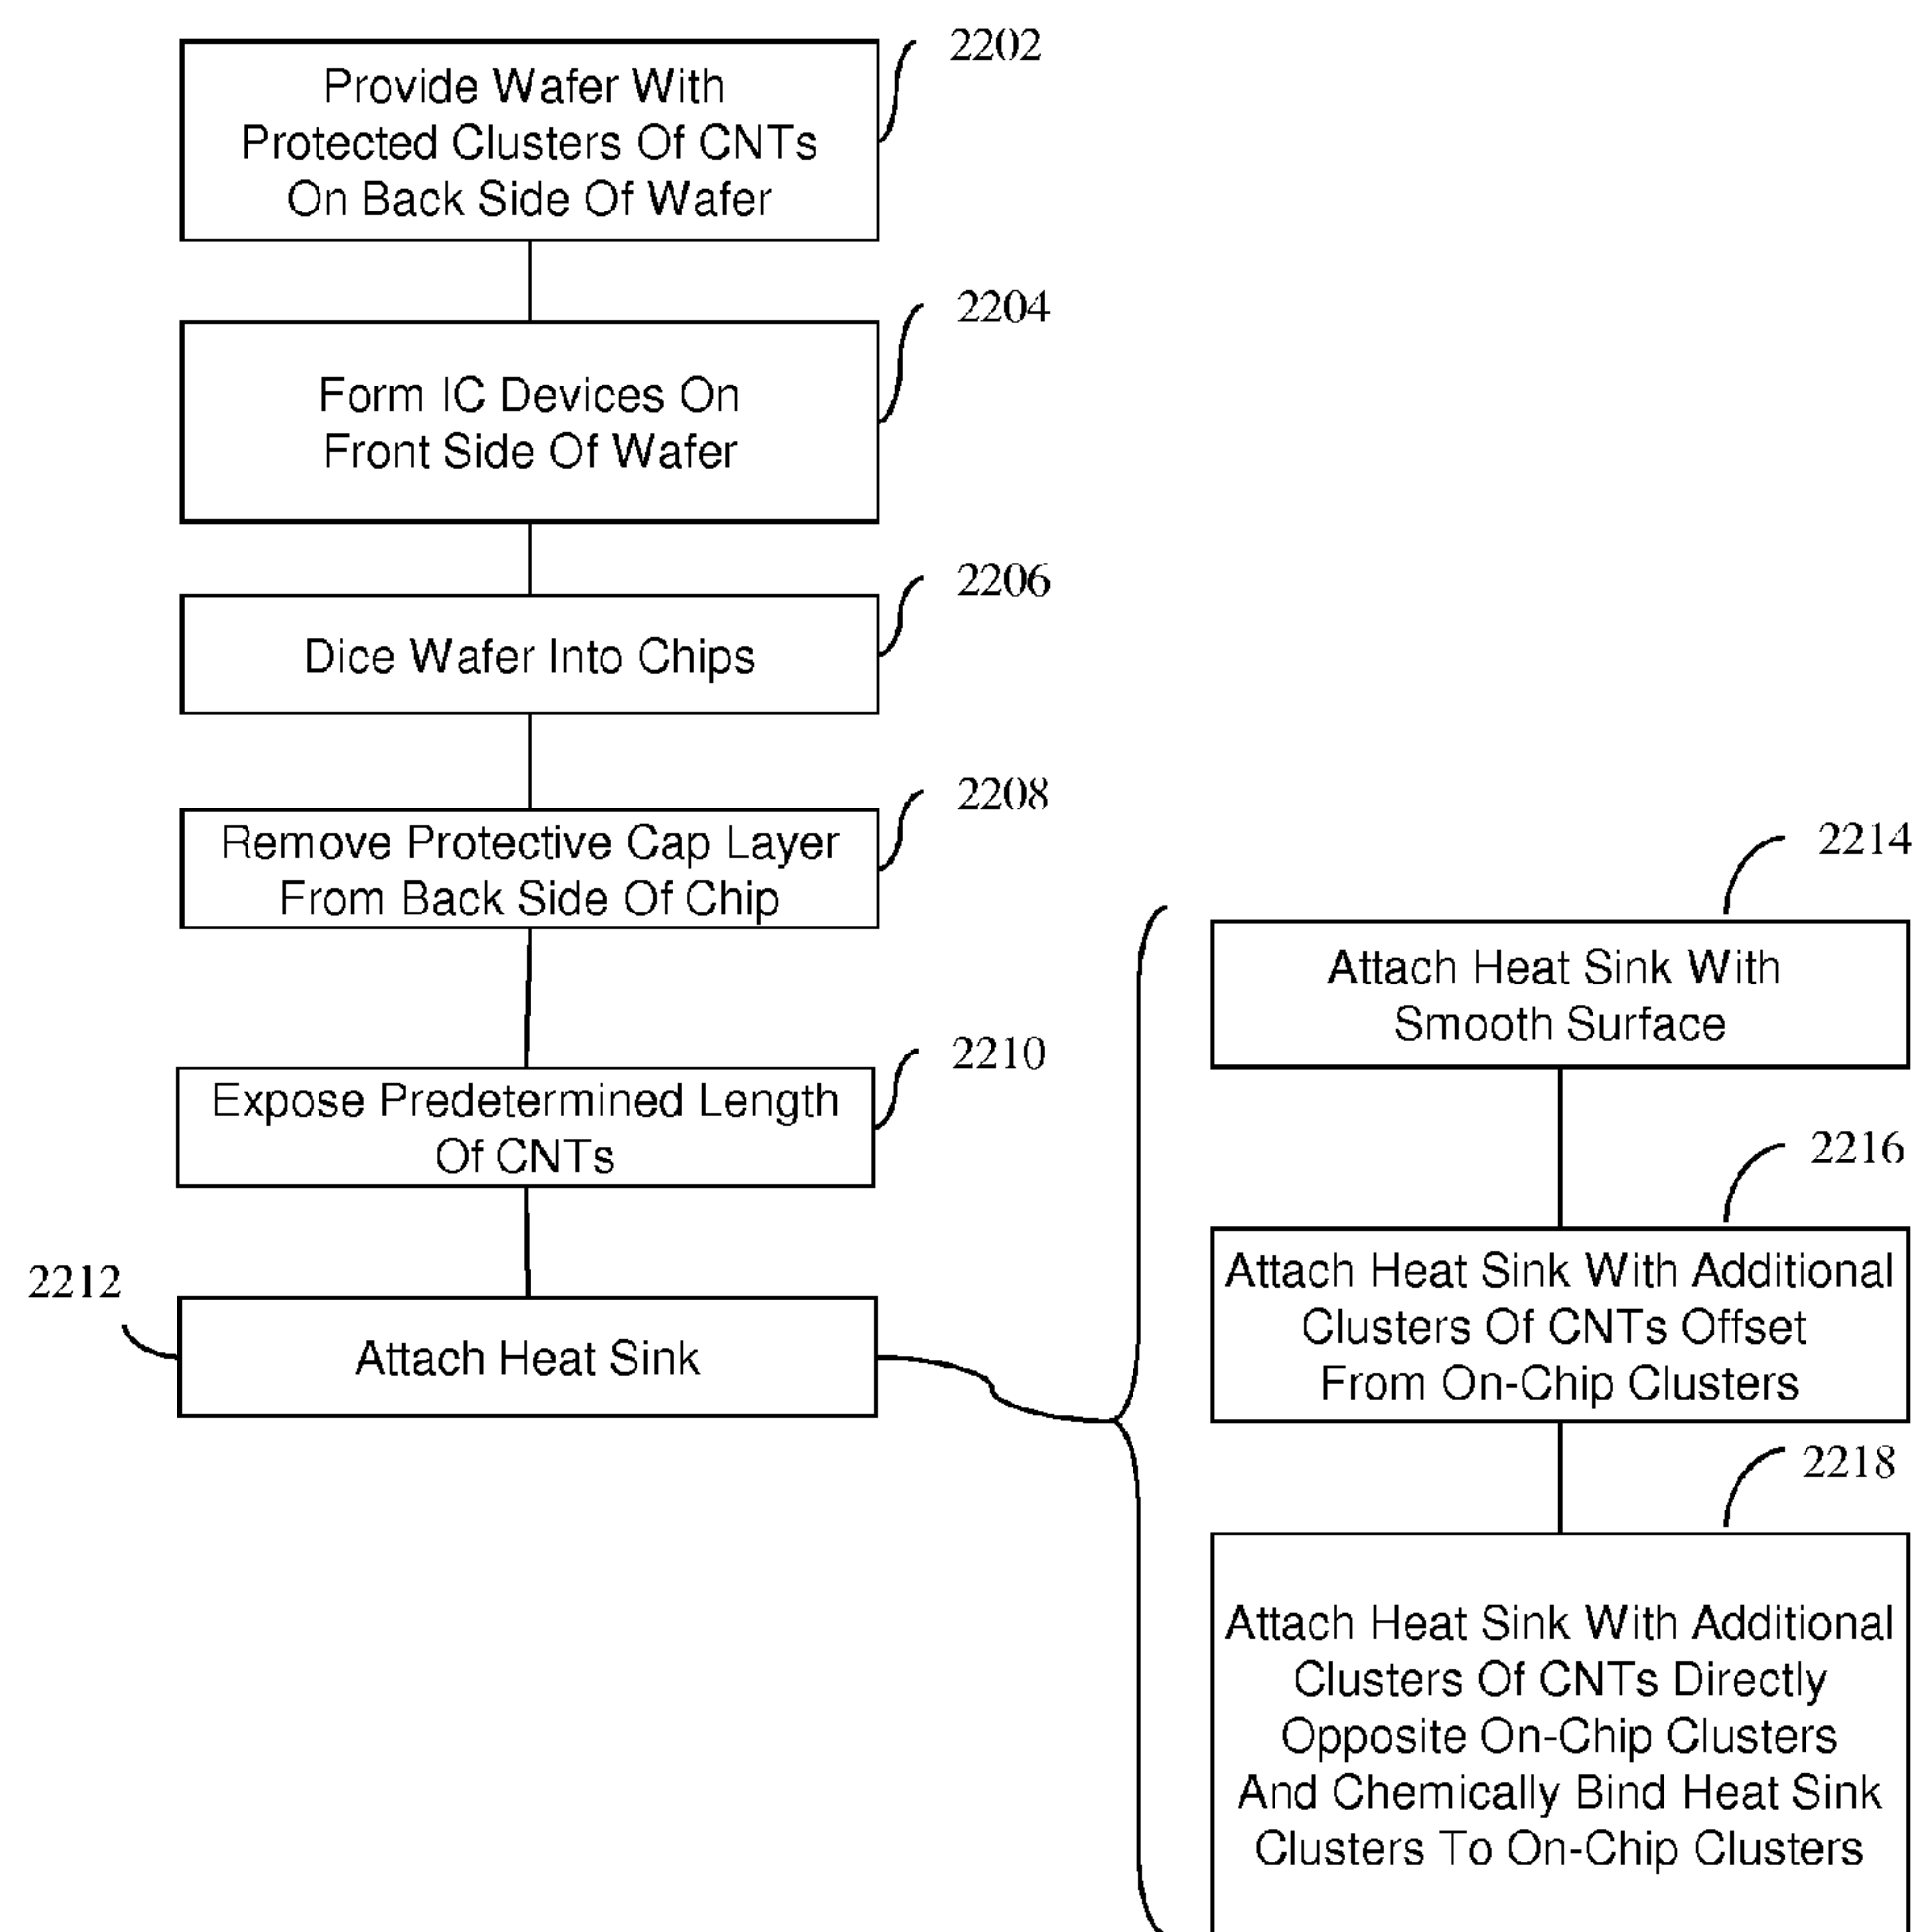 2202
Provide Wafer With
Protected Clusters Of CNTs
On Back Side Of Wafer
2204
Form IC Devices On
Front Side Of Wafer
2206
Dice Wafer Into Chips
2208
Remove Protective Cap Layer
From Back Side Of Chip
2210
Expose Predetermined Length
Of CNTs
2212
Attach Heat Sink
2214
Attach Heat Sink With
Smooth Surface
2216
Attach Heat Sink With Additional
Clusters Of CNTs Offset
From On-Chip Clusters
2218
Attach Heat Sink With Additional
Clusters Of CNTs Directly
Opposite On-Chip Clusters
And Chemically Bind Heat Sink
Clusters To On-Chip Clusters